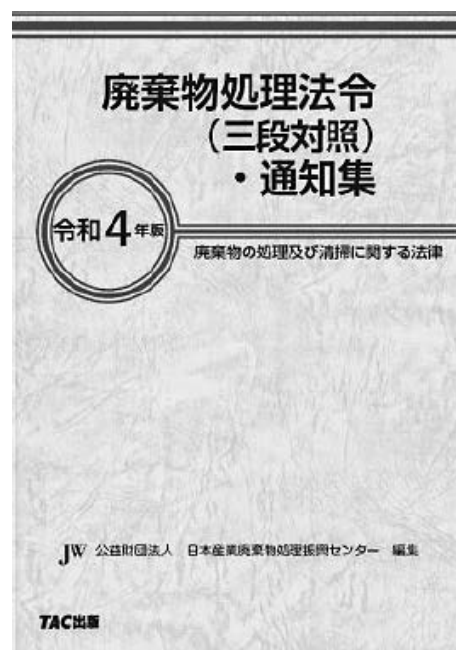 廃棄物処理法令
（三段対照）
・通知集
令和4年版
廃棄物の処理及び清掃に関する法律
JW 公益財団法人 日本産業廃棄物処理振興センター 編集
TAC出版